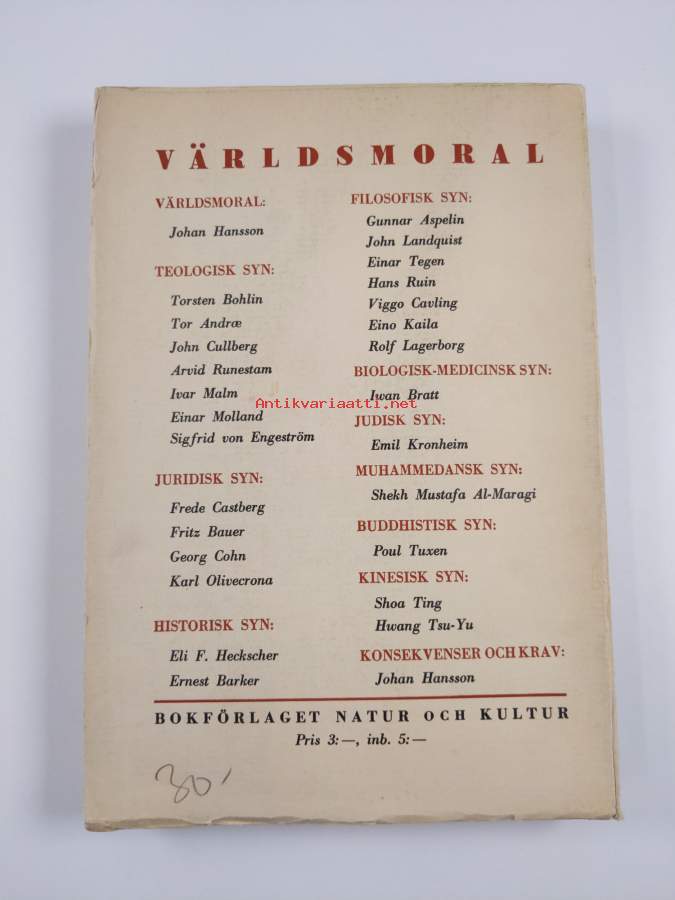 VÄRLDSMORAL
VÄRLDSMORAL:
Johan Hansson
TEOLOGISK SYN:
Torsten Bohlin
Tor Andræ
John Cullberg
Arvid Runestam
Ivar Malm
Einar Molland
Sigfrid von Engeström
JURIDISK SYN:
Frede Castberg
Fritz Bauer
Georg Cohn
Karl Olivecrona
HISTORISK SYN:
Eli F. Heckscher
Ernest Barker
FILOSOFISK SYN:
Gunnar Aspelin
John Landquist
Einar Tegen
Hans Ruin
Viggo Cavling
Eino Kaila
Rolf Lagerborg
BIOLOGISK-MEDICINSK SYN:
Iwan Bratt
JUDISK SYN:
Emil Kronheim
MUHAMMEDANSK SYN:
Shekh Mustafa Al-Maragi
BUDDHISTISK SYN:
Poul Tuxen
KINESISK SYN:
Shoa Ting
Hwang Tsu-Yu
KONSEKVENSER OCH KRAV:
Johan Hansson
BOKFÖRLAGET NATUR OCH KULTUR
Pris 3:—, inb. 5:—
30,
Antikvariaatti.net